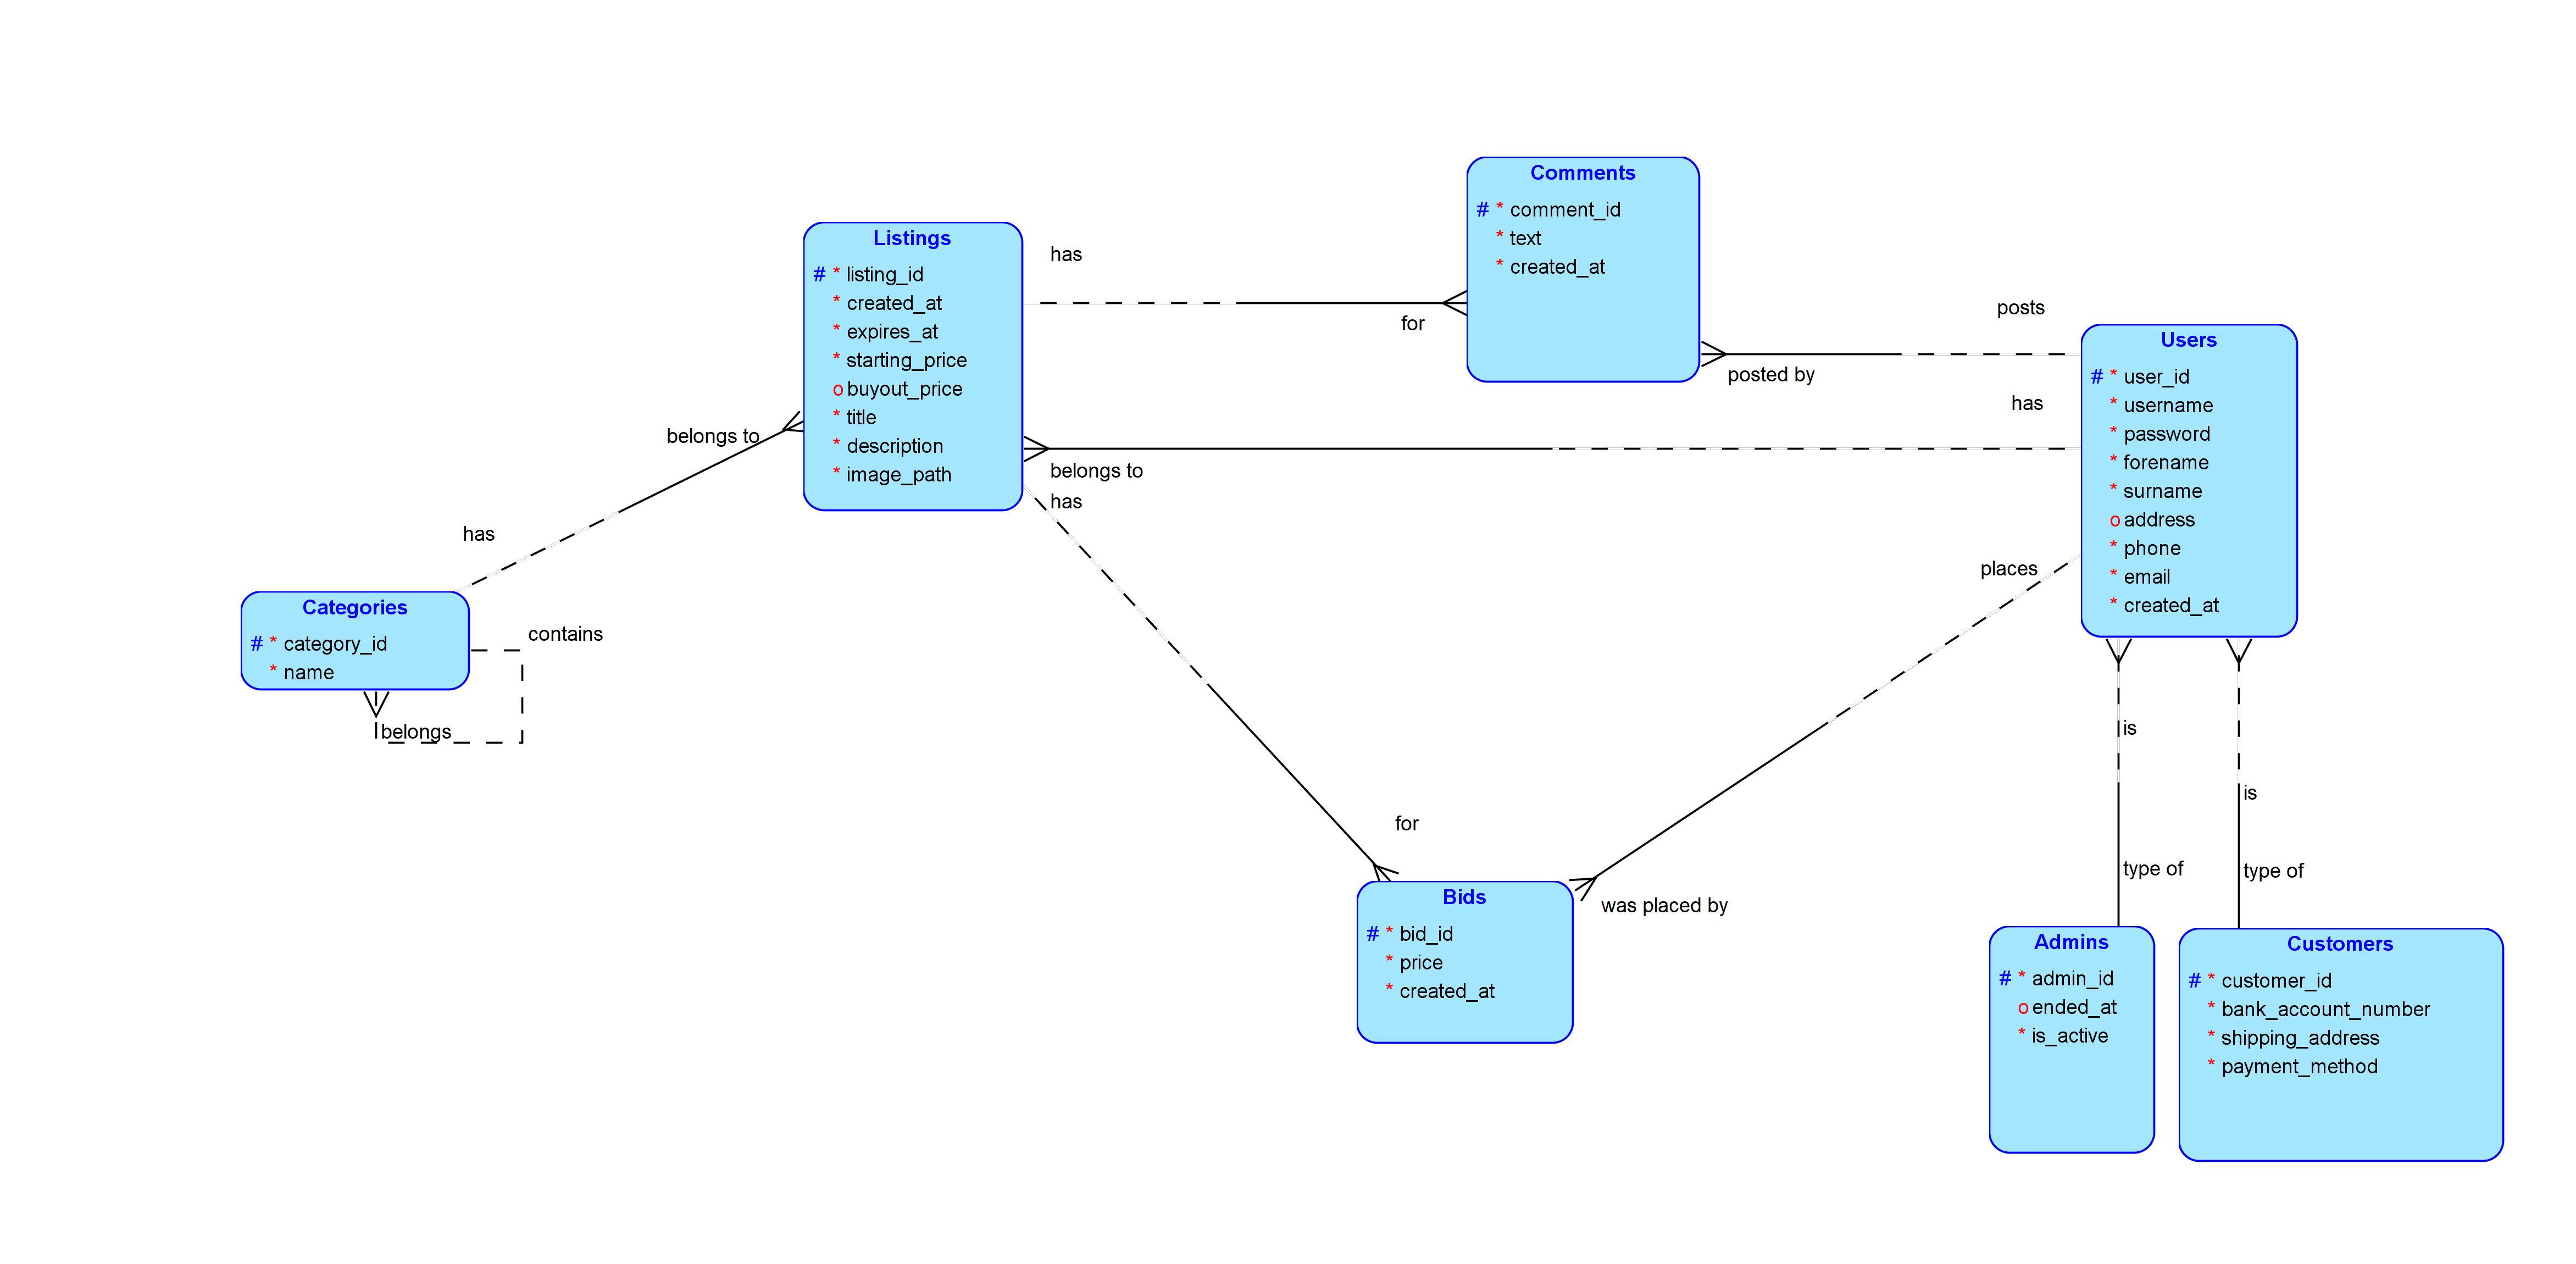 Comments
# * comment_id
* text
* created_at
Listings
# * listing_id
* created_at
* expires_at
* starting_price
o buyout_price
* title
* description
* image_path
has
for
posts
posted by
Users
# * user_id
* username
* password
* forename
* surname
o address
* phone
* email
* created_at
has
belongs to
belongs to
has
has
places
Categories
# * category_id
* name
contains
belongs
is
type of
is
type of
for
was placed by
Bids
# * bid_id
* price
* created_at
Admins
# * admin_id
o ended_at
* is_active
Customers
# * customer_id
* bank_account_number
* shipping_address
* payment_method